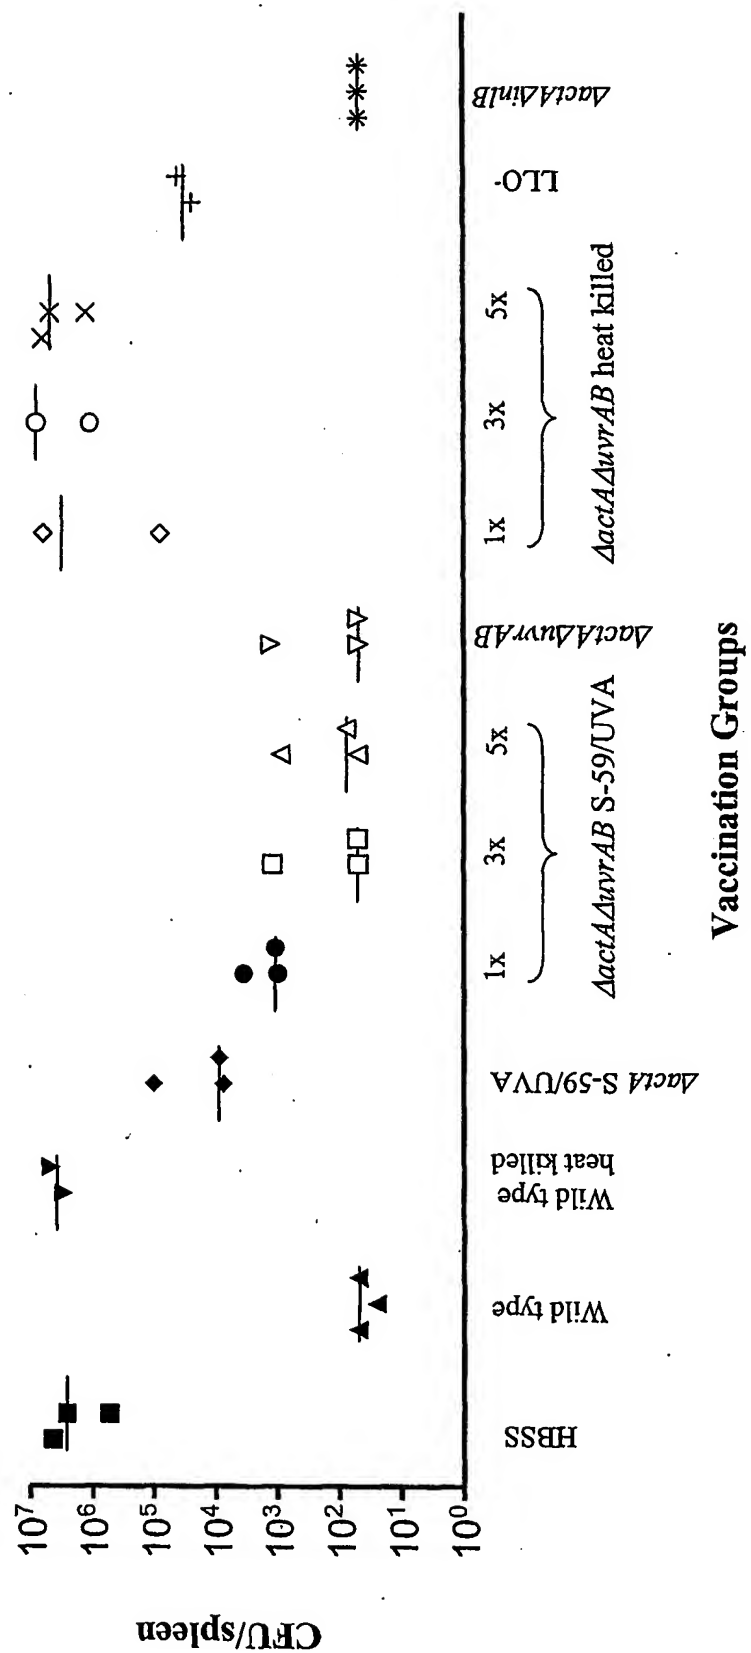 CFU/spleen
10⁷
10⁶
10⁵
10⁴
10³
10²
10¹
10⁰
HBSS
Wild type
Wild type
heat killed
ΔactA S-59/UVA
1x
3x
5x
ΔactAΔuvrAB S-59/UVA
ΔactAΔuvrAB
1x
3x
5x
ΔactAΔuvrAB heat killed
LLO-
ΔactAΔinlB
Vaccination Groups